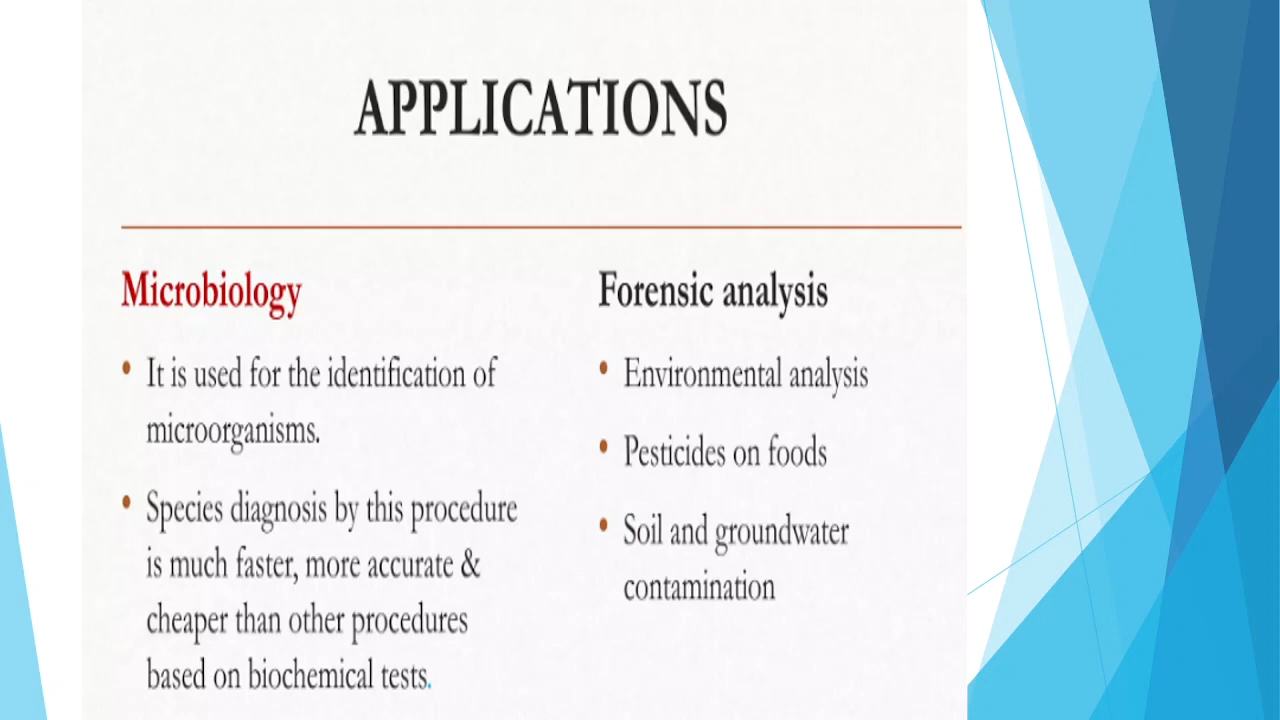 APPLICATIONS
Microbiology
• It is used for the identification of
microorganisms.
• Species diagnosis by this procedure
is much faster, more accurate &
cheaper than other procedures
based on biochemical tests.
Forensic analysis
• Environmental analysis
• Pesticides on foods
• Soil and groundwater
contamination